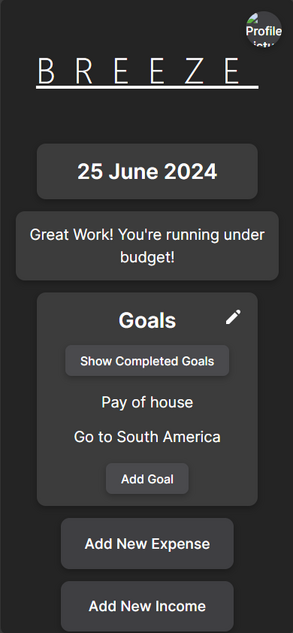 Profile
BREEZE
25 June 2024
Great Work! You're running under
budget!
Goals
Show Completed Goals
Pay of house
Go to South America
Add Goal
Add New Expense
Add New Income